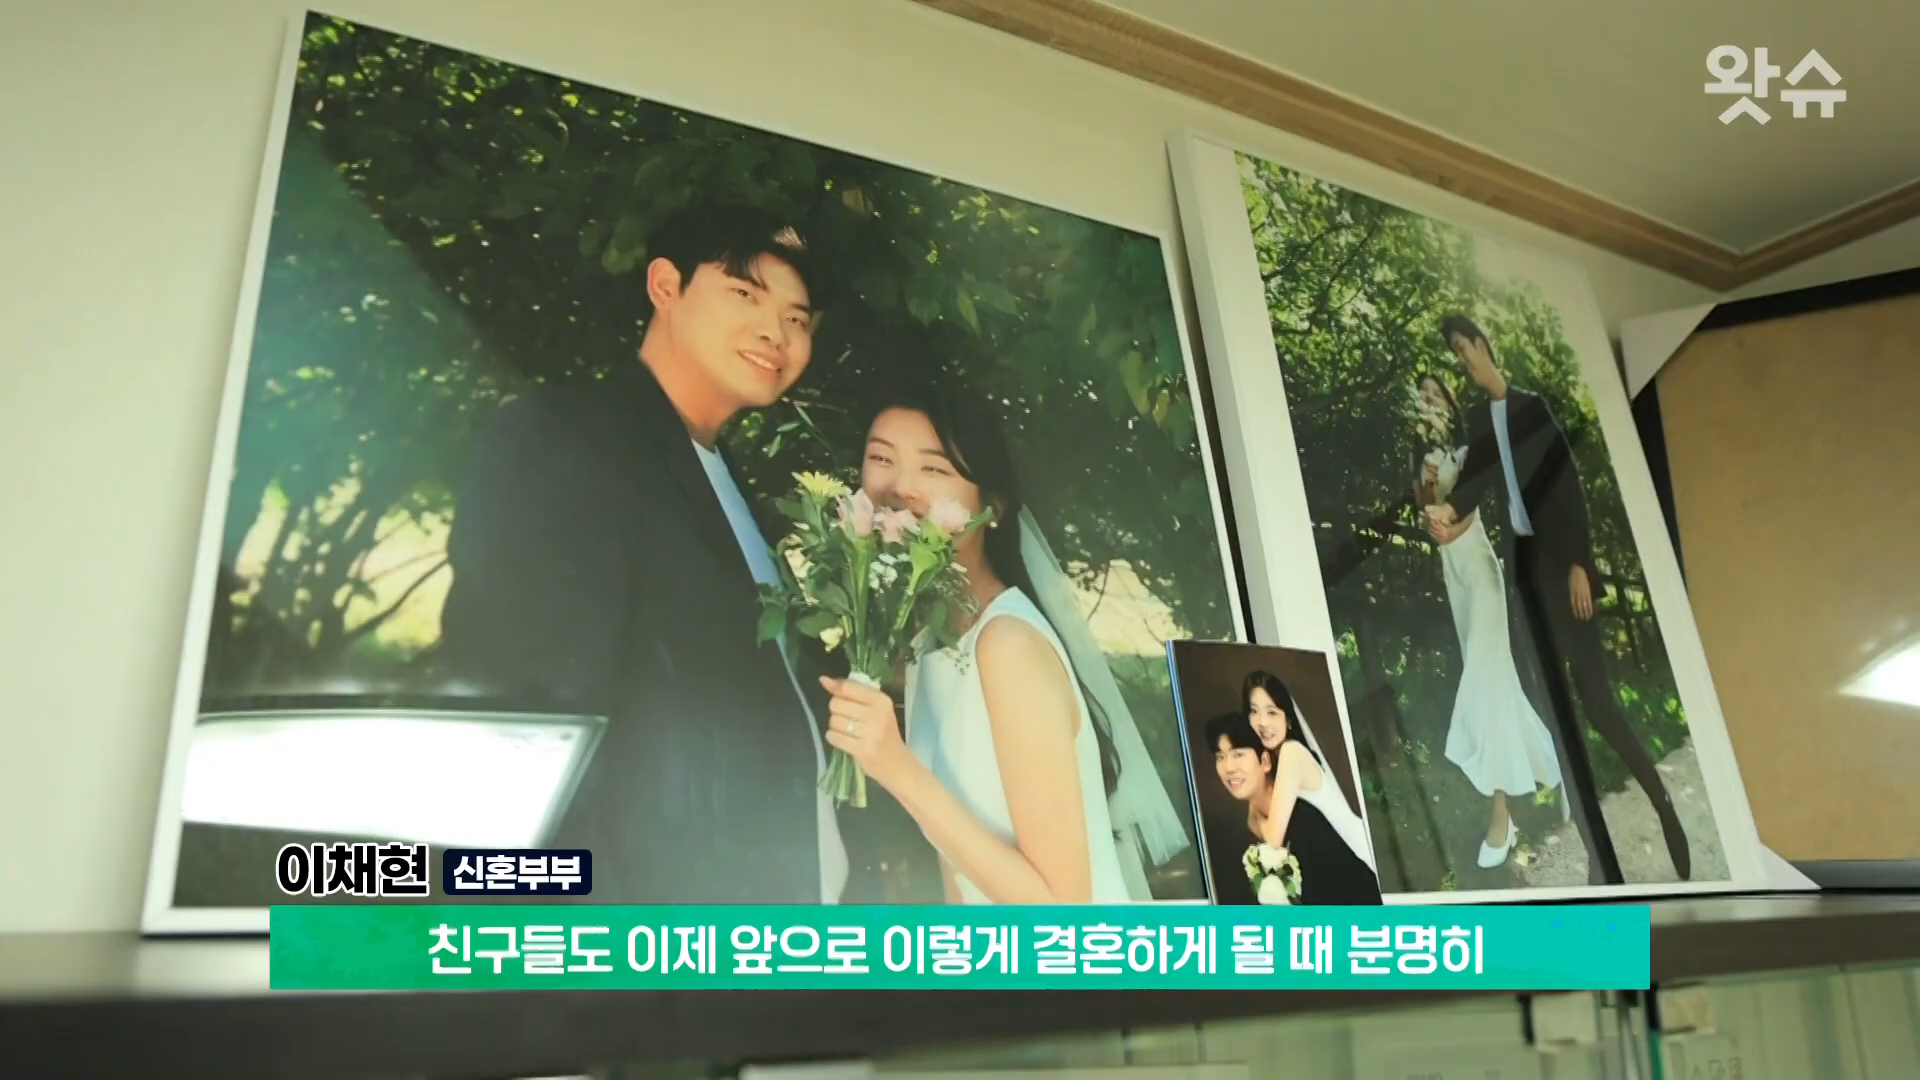 왓슈
이채현 신혼부부
친구들도 이제 앞으로 이렇게 결혼하게 될 때 분명히